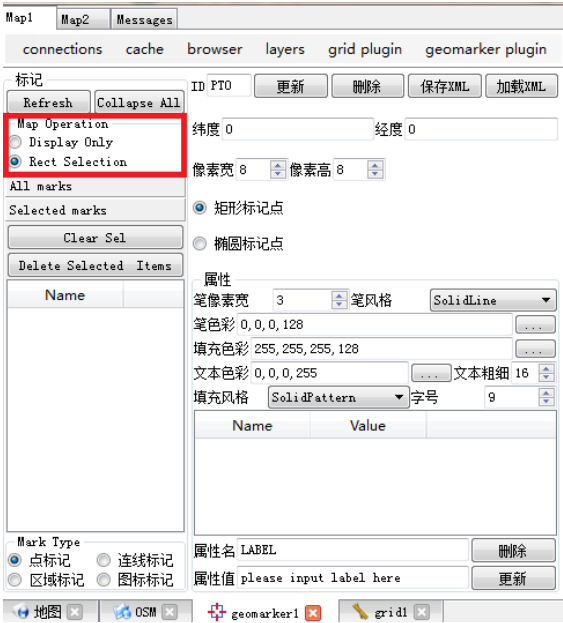 Map1 Map2 Messages
connections cache browser layers grid plugin geomarker plugin
标记
Refresh Collapse All
Map Operation
Display Only
Rect Selection
All marks
Selected marks
Clear Sel
Delete Selected Items
Name
Mark Type
点标记 连线标记
区域标记 图标标记
ID PT0 更新 删除 保存XML 加载XML
纬度 0 经度 0
像素宽 8 像素高 8
矩形标记点
椭圆标记点
属性
笔像素宽 3 笔风格 SolidLine
笔色彩 0,0,0,128 ...
填充色彩 255,255,255,128 ...
文本色彩 0,0,0,255 ... 文本粗细 16
填充风格 SolidPattern 字号 9
Name Value
属性名 LABEL 删除
属性值 please input label here 更新
地图 OSM geomarker1 grid1